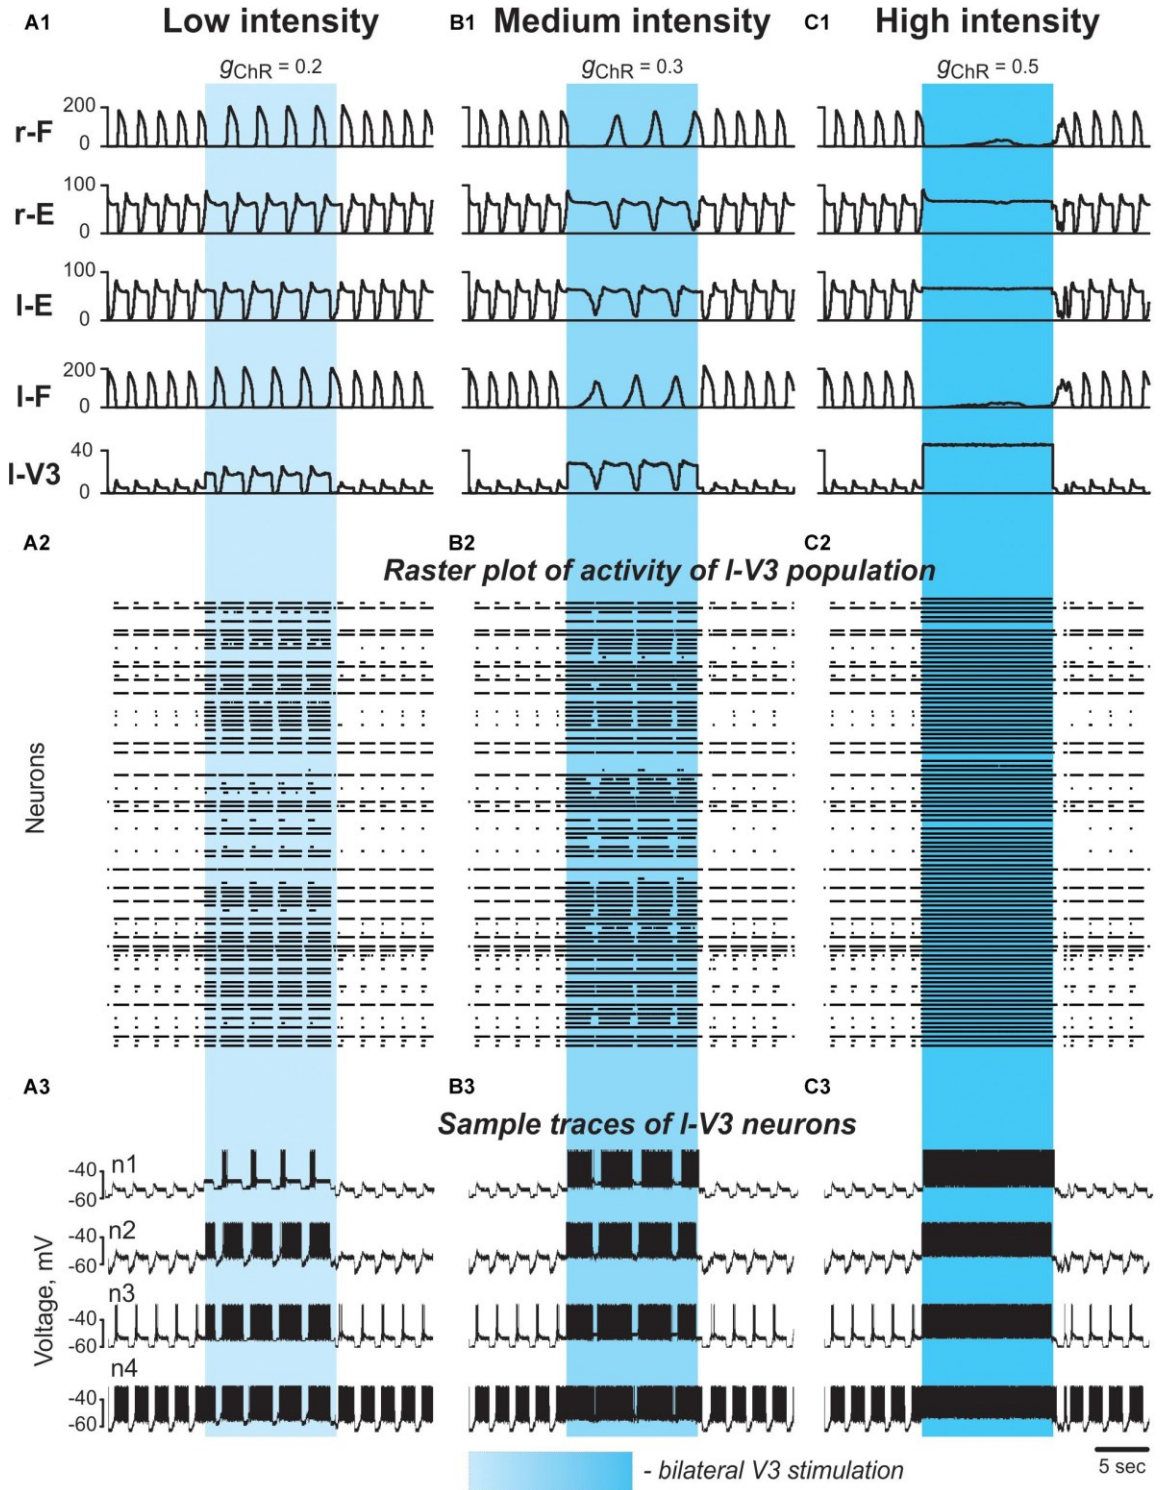 A1 Low intensity B1 Medium intensity C1 High intensity
gChR = 0.2 gChR = 0.3 gChR = 0.5
r-F 200 0
r-E 100 0
l-E 100 0
l-F 200 0
l-V3 40 0
A2 B2 C2
Raster plot of activity of l-V3 population
Neurons
A3 B3 C3
Sample traces of l-V3 neurons
Voltage, mV
n1 -40 -60
n2 -40 -60
n3 -40 -60
n4 -40 -60
- bilateral V3 stimulation
5 sec